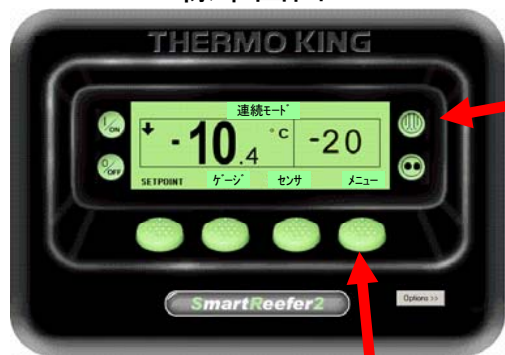 THERMO KING
連続ﾓｰﾄﾞ
I/ON
-10.4 °C -20
O/OFF
SETPOINT ｹﾞｰｼﾞ ｾﾝｻ ﾒﾆｭｰ
SmartReefer2
Options >>